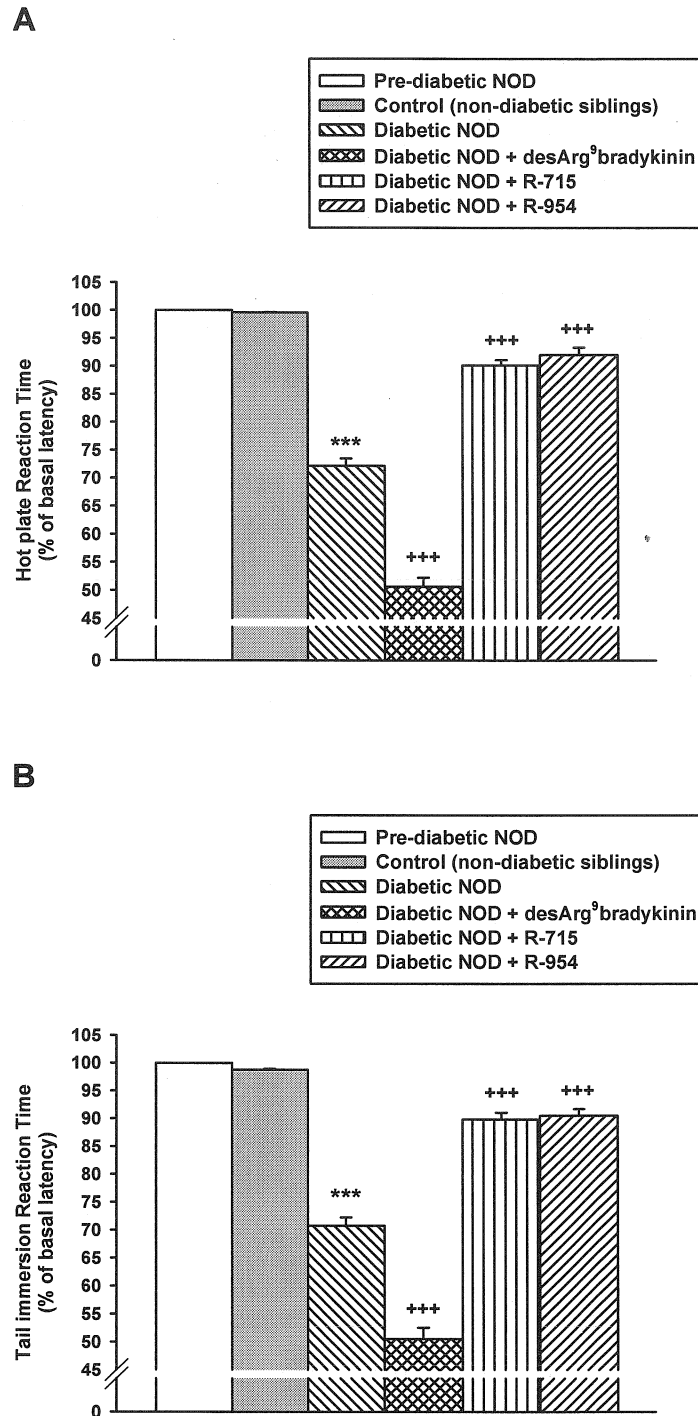 A
Pre-diabetic NOD
Control (non-diabetic siblings)
Diabetic NOD
Diabetic NOD + desArg⁹bradykinin
Diabetic NOD + R-715
Diabetic NOD + R-954
Hot plate Reaction Time
(% of basal latency)
105
100
95
90
85
80
75
70
65
60
55
50
45
0
***
+++
+++
+++
B
Pre-diabetic NOD
Control (non-diabetic siblings)
Diabetic NOD
Diabetic NOD + desArg⁹bradykinin
Diabetic NOD + R-715
Diabetic NOD + R-954
Tail immersion Reaction Time
(% of basal latency)
105
100
95
90
85
80
75
70
65
60
55
50
45
0
***
+++
+++
+++